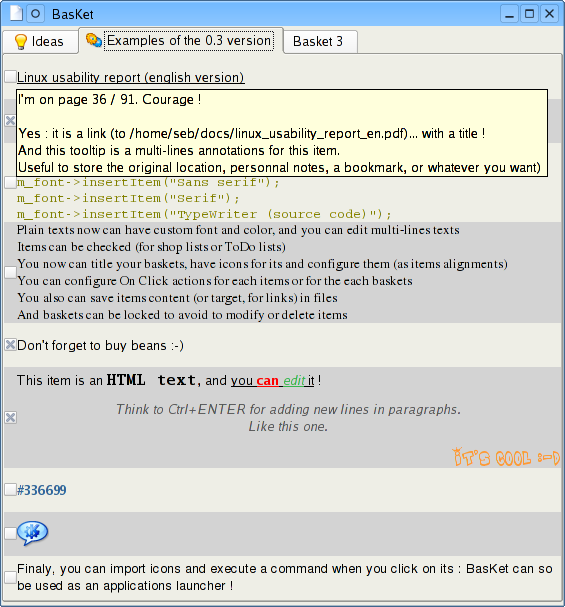 BasKet
Ideas
Examples of the 0.3 version
Basket 3
Linux usability report (english version)
I'm on page 36 / 91. Courage !
Yes : it is a link (to /home/seb/docs/linux_usability_report_en.pdf)... with a title !
And this tooltip is a multi-lines annotations for this item.
Useful to store the original location, personnal notes, a bookmark, or whatever you want)
m_font->insertItem("Sans serif");
m_font->insertItem("Serif");
m_font->insertItem("TypeWriter (source code)");
Plain texts now can have custom font and color, and you can edit multi-lines texts
Items can be checked (for shop lists or ToDo lists)
You now can title your baskets, have icons for its and configure them (as items alignments)
You can configure On Click actions for each items or for the each baskets
You also can save items content (or target, for links) in files
And baskets can be locked to avoid to modify or delete items
Don't forget to buy beans :-)
This item is an HTML text, and you can edit it !
Think to Ctrl+ENTER for adding new lines in paragraphs.
Like this one.
iT'S COOL :-D
#336699
Finaly, you can import icons and execute a command when you click on its : BasKet can so
be used as an applications launcher !